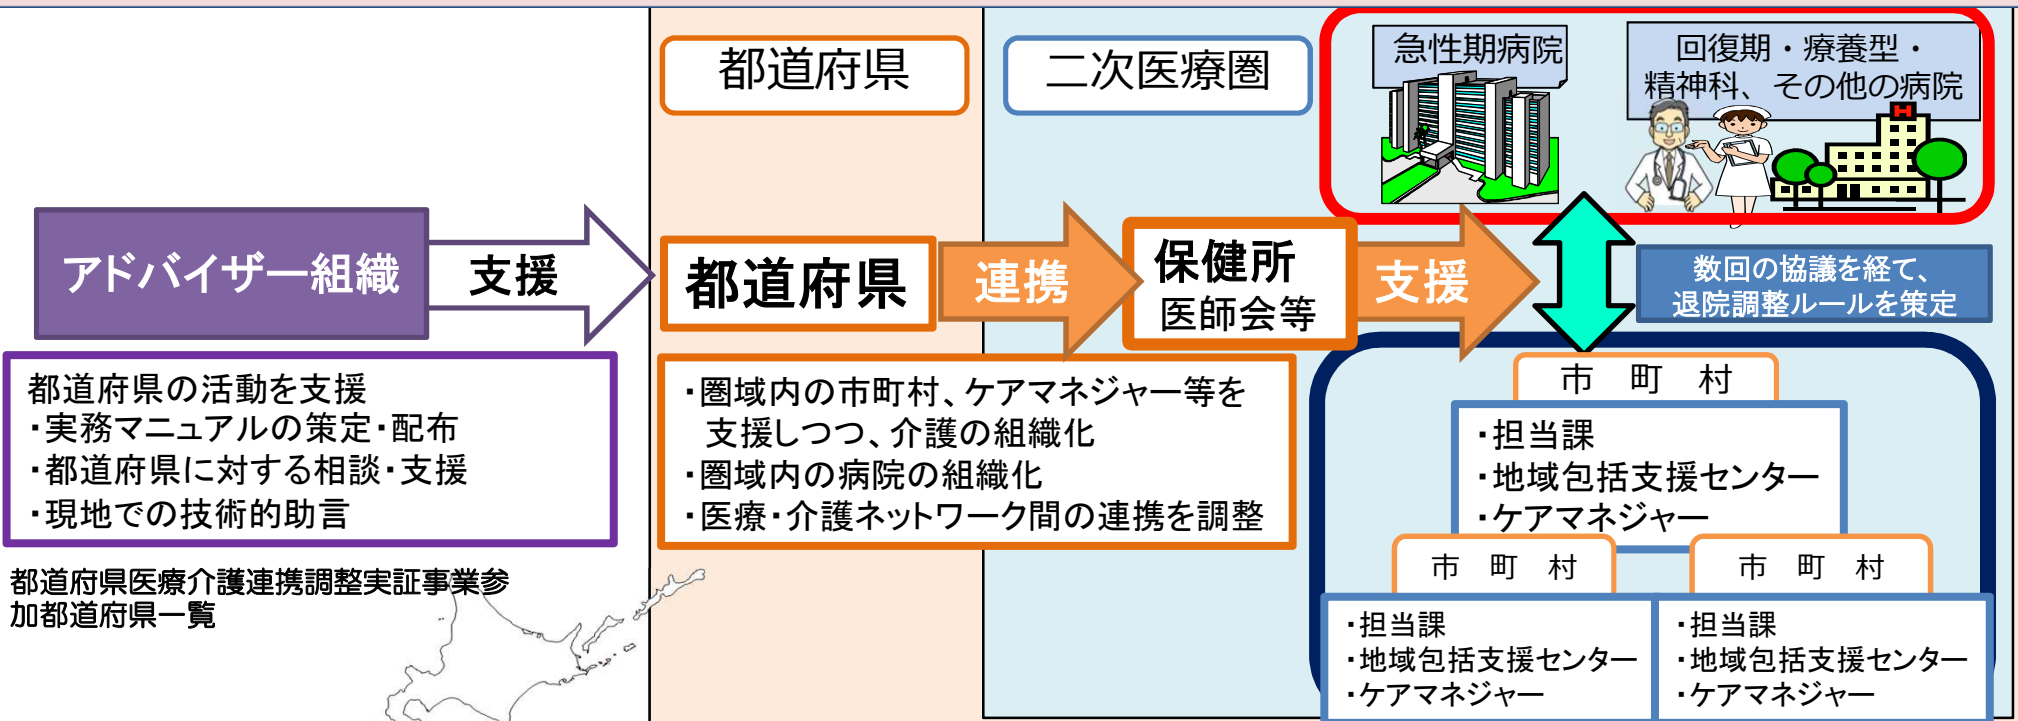 都道府県
二次医療圏
急性期病院
回復期・療養型・
精神科、その他の病院
H
アドバイザー組織
支援
都道府県
連携
保健所
医師会等
支援
数回の協議を経て、
退院調整ルールを策定
都道府県の活動を支援
・実務マニュアルの策定・配布
・都道府県に対する相談・支援
・現地での技術的助言
・圏域内の市町村、ケアマネジャー等を
支援しつつ、介護の組織化
・圏域内の病院の組織化
・医療・介護ネットワーク間の連携を調整
市 町 村
・担当課
・地域包括支援センター
・ケアマネジャー
市 町 村
・担当課
・地域包括支援センター
・ケアマネジャー
市 町 村
・担当課
・地域包括支援センター
・ケアマネジャー
都道府県医療介護連携調整実証事業参
加都道府県一覧